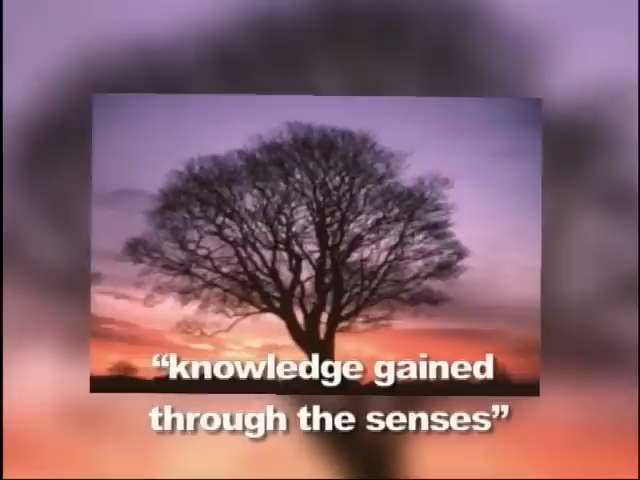 “knowledge gained
through the senses”